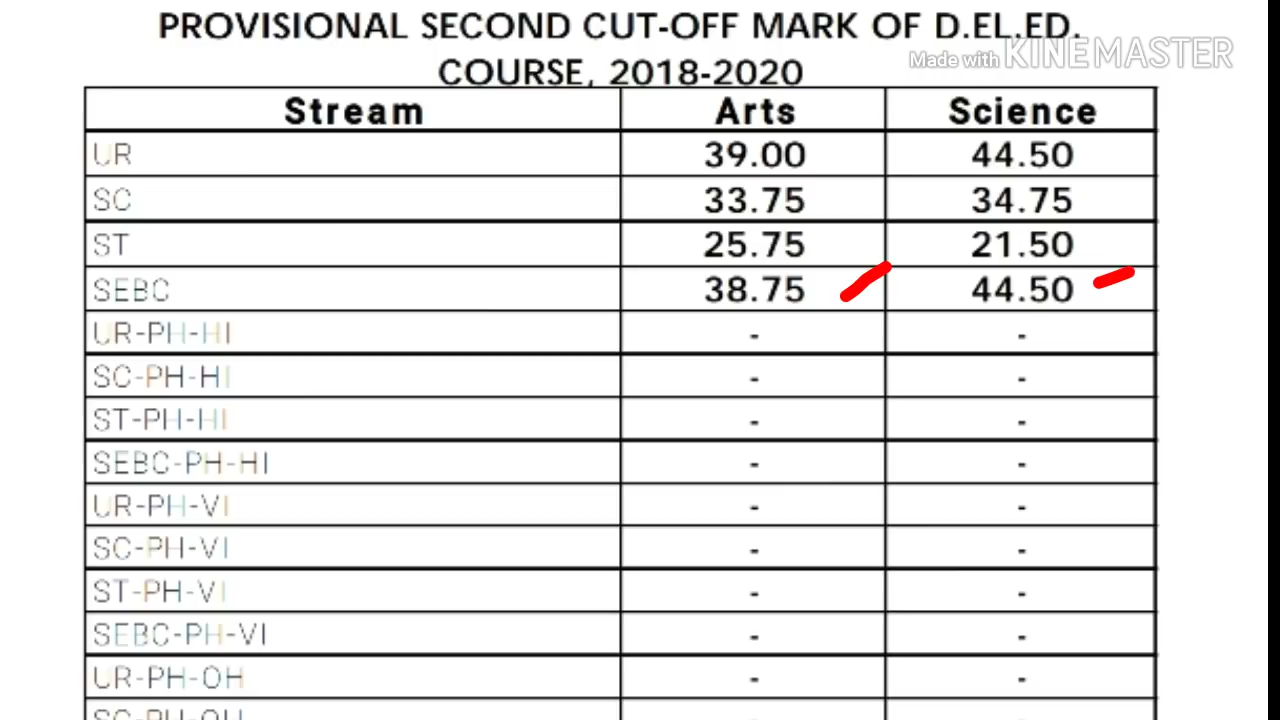 PROVISIONAL SECOND CUT-OFF MARK OF D.EL.ED.
Made with KINEMASTER
COURSE, 2018-2020
Stream Arts Science
UR 39.00 44.50
SC 33.75 34.75
ST 25.75 21.50
SEBC 38.75 44.50
UR-PH-HI - -
SC-PH-HI - -
ST-PH-HI - -
SEBC-PH-HI - -
UR-PH-VI - -
SC-PH-VI - -
ST-PH-VI - -
SEBC-PH-VI - -
UR-PH-OH - -
SC-PH-OH - -